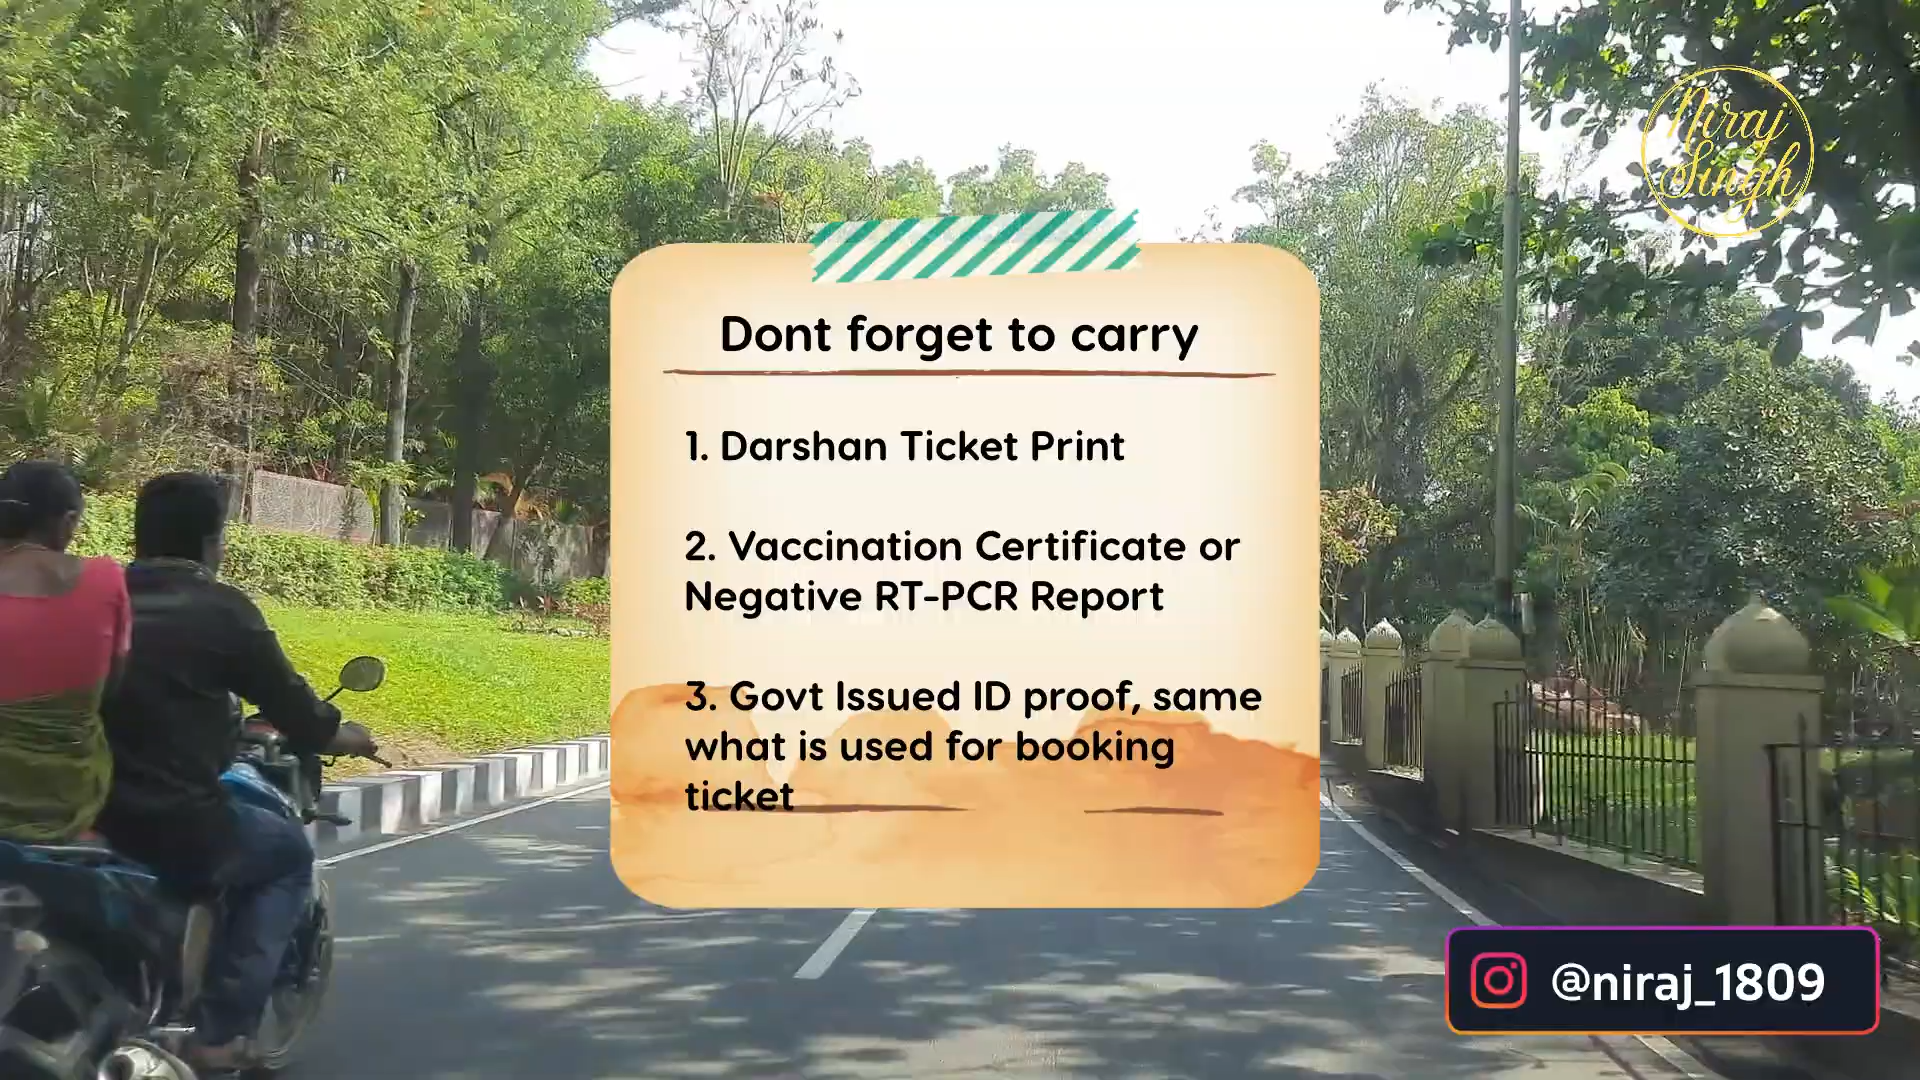 Niraj
Singh
Dont forget to carry
1. Darshan Ticket Print
2. Vaccination Certificate or
Negative RT-PCR Report
3. Govt Issued ID proof, same
what is used for booking
ticket
@niraj_1809